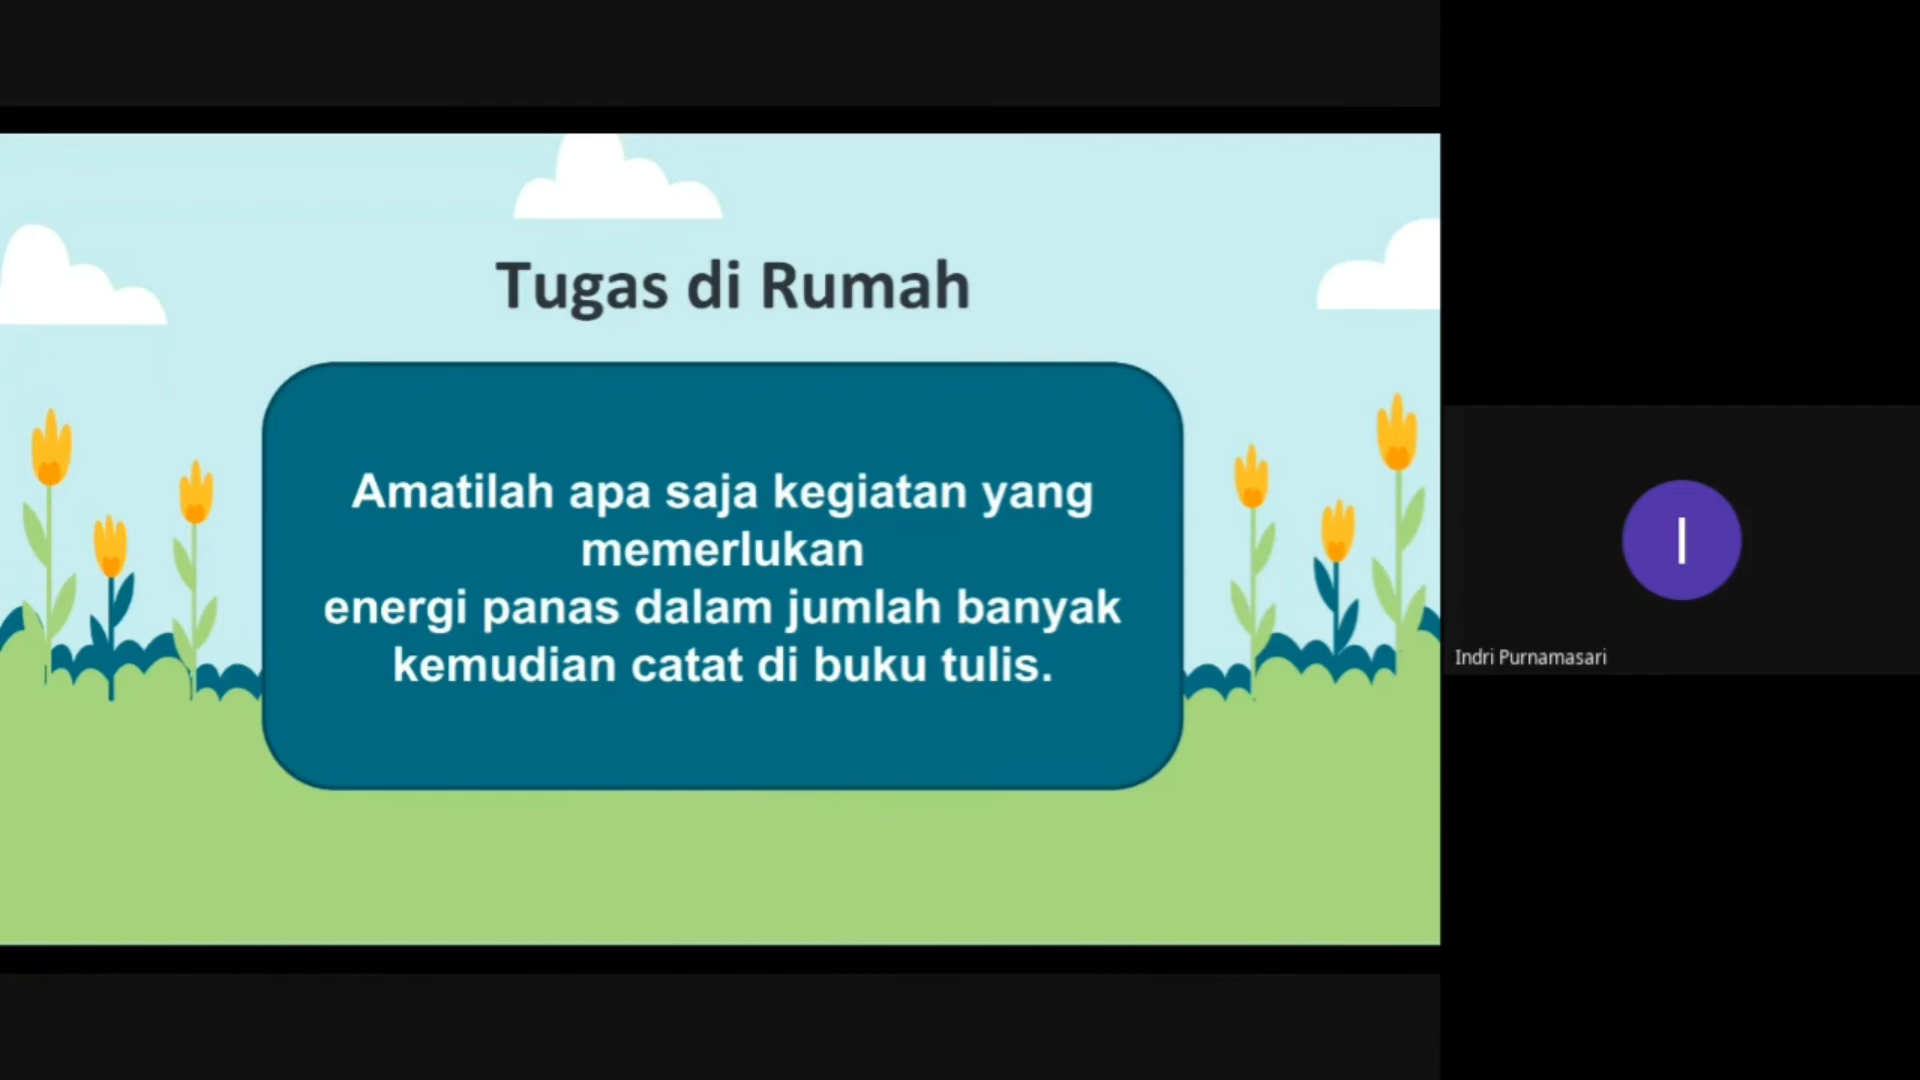 Tugas di Rumah
Amatilah apa saja kegiatan yang
memerlukan
energi panas dalam jumlah banyak
kemudian catat di buku tulis.
I
Indri Purnamasari